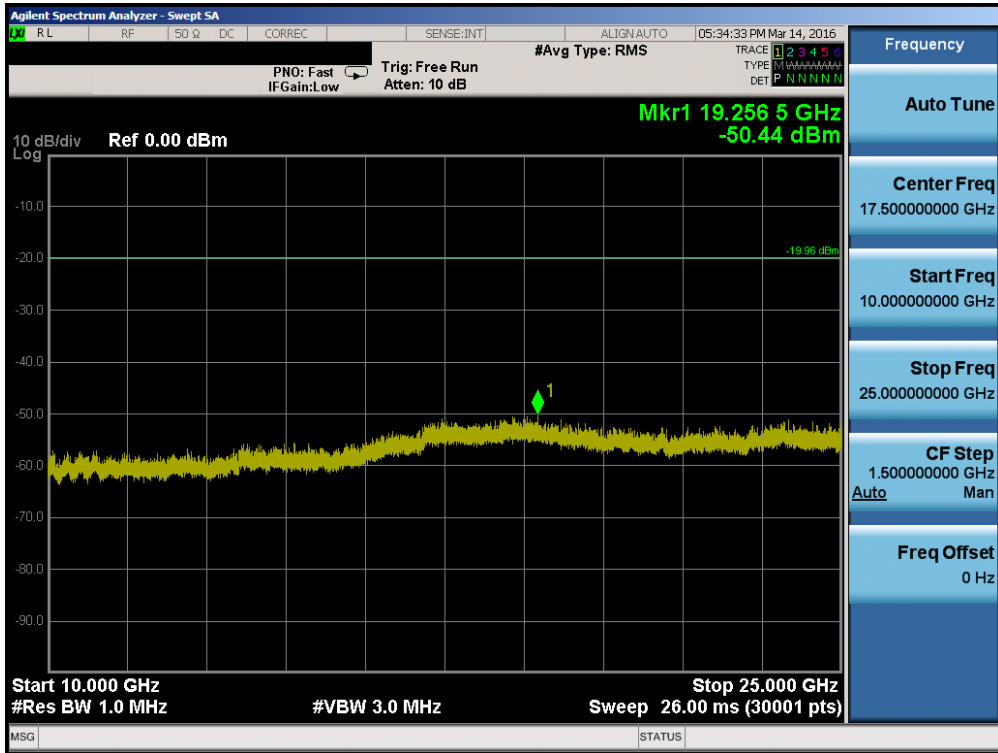 Agilent Spectrum Analyzer - Swept SA
LXI RL RF 50 Ω DC CORREC SENSE:INT ALIGN AUTO 05:34:33 PM Mar 14, 2016
#Avg Type: RMS
TRACE 1 2 3 4 5 6
PNO: Fast
Trig: Free Run
TYPE M WWWWW
IFGain:Low
Atten: 10 dB
DET P N N N N N
Mkr1 19.256 5 GHz
-50.44 dBm
10 dB/div Ref 0.00 dBm
Log
-10.0
-19.96 dBm
-20.0
-30.0
-40.0
1
-50.0
-60.0
-70.0
-80.0
-90.0
Start 10.000 GHz Stop 25.000 GHz
#Res BW 1.0 MHz #VBW 3.0 MHz Sweep 26.00 ms (30001 pts)
MSG STATUS
Frequency
Auto Tune
Center Freq
17.500000000 GHz
Start Freq
10.000000000 GHz
Stop Freq
25.000000000 GHz
CF Step
1.500000000 GHz
Auto Man
Freq Offset
0 Hz